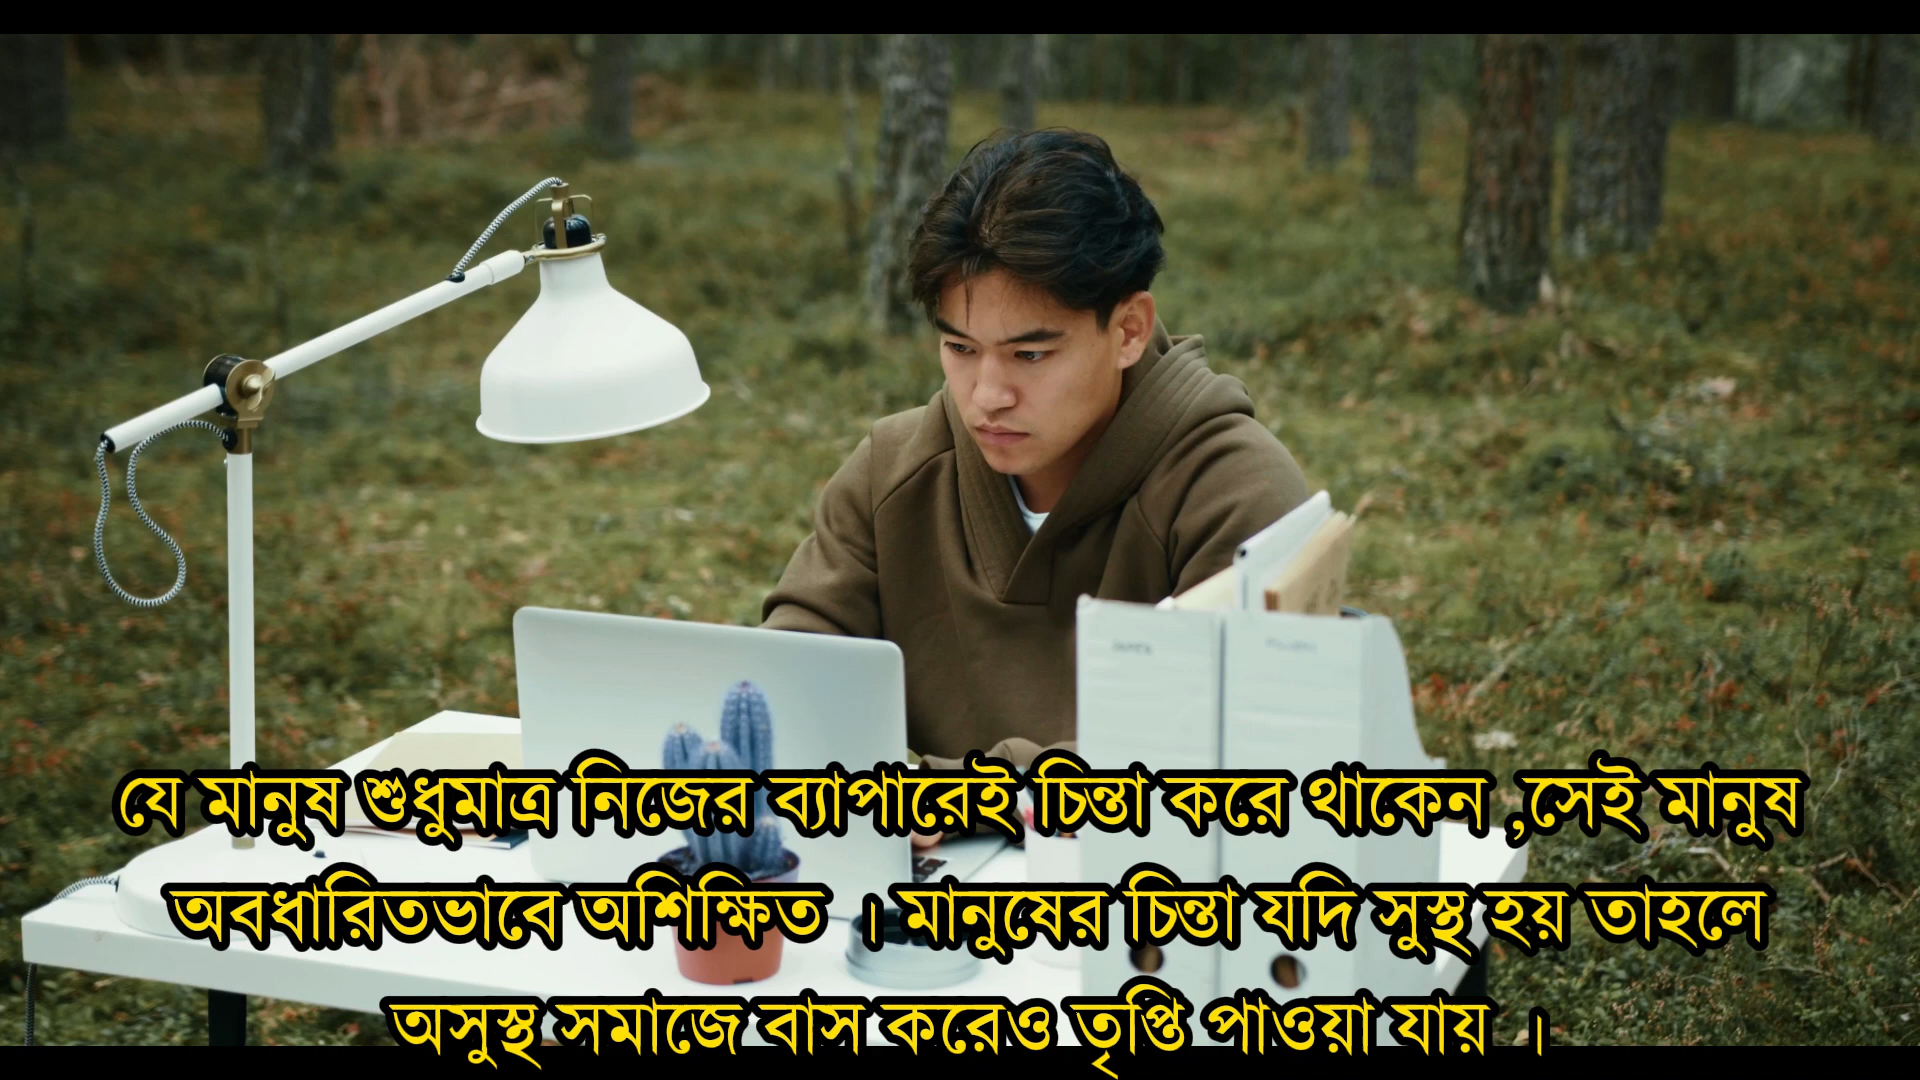 যে মানুষ শুধুমাত্র নিজের ব্যাপারেই চিন্তা করে থাকেন ,সেই মানুষ
অবধারিতভাবে অশিক্ষিত । মানুষের চিন্তা যদি সুস্থ হয় তাহলে
অসুস্থ সমাজে বাস করেও তৃপ্তি পাওয়া যায় ।